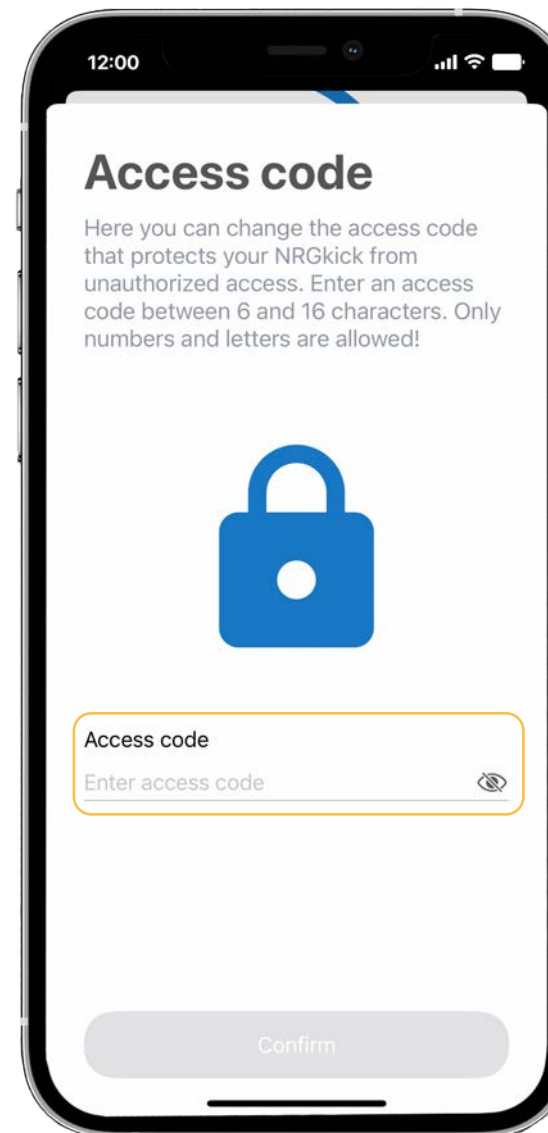 12:00
Access code
Here you can change the access code
that protects your NRGkick from
unauthorized access. Enter an access
code between 6 and 16 characters. Only
numbers and letters are allowed!
Access code
Enter access code
Confirm